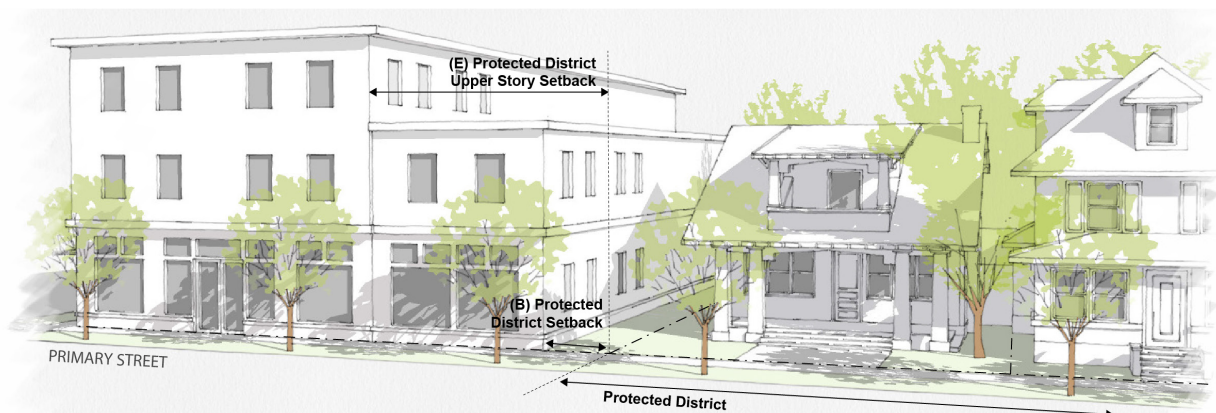 (E) Protected District
Upper Story Setback
(B) Protected
District Setback
PRIMARY STREET
Protected District